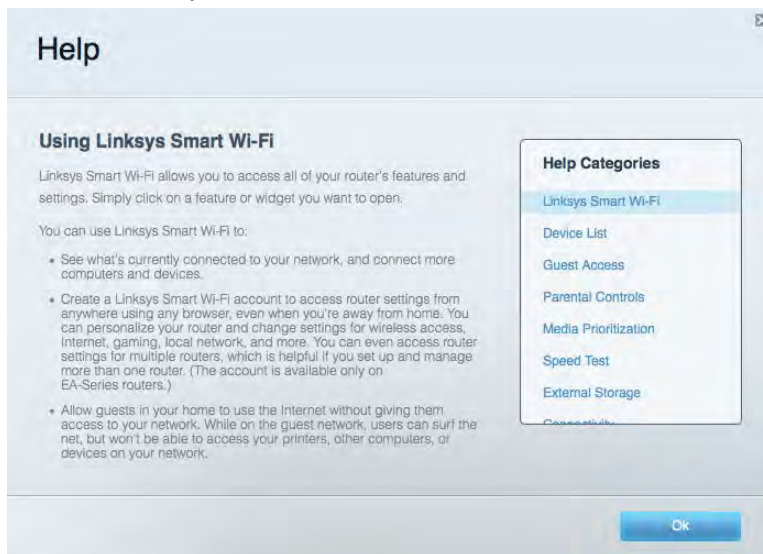 Help
Using Linksys Smart Wi-Fi
Linksys Smart Wi-Fi allows you to access all of your router's features and
settings. Simply click on a feature or widget you want to open.
You can use Linksys Smart Wi-Fi to:
• See what's currently connected to your network, and connect more
computers and devices.
• Create a Linksys Smart Wi-Fi account to access router settings from
anywhere using any browser, even when you're away from home. You
can personalize your router and change settings for wireless access,
Internet, gaming, local network, and more. You can even access router
settings for multiple routers, which is helpful if you set up and manage
more than one router. (The account is available only on
EA-Series routers.)
• Allow guests in your home to use the Internet without giving them
access to your network. While on the guest network, users can surf the
net, but won't be able to access your printers, other computers, or
devices on your network.
Help Categories
Linksys Smart Wi-Fi
Device List
Guest Access
Parental Controls
Media Prioritization
Speed Test
External Storage
Connectivity
Ok